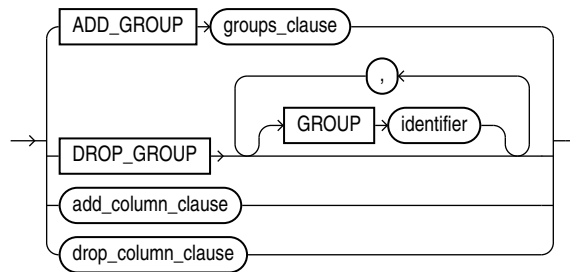 ADD_GROUP groups_clause
,
GROUP identifier
DROP_GROUP
add_column_clause
drop_column_clause